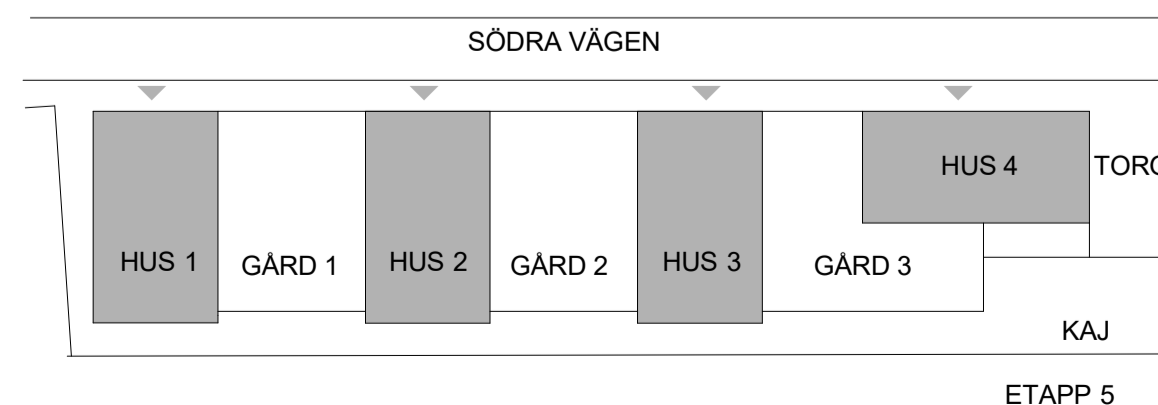 SÖDRA VÄGEN
HUS 4
TORG
HUS 1
GÅRD 1
HUS 2
GÅRD 2
HUS 3
GÅRD 3
KAJ
ETAPP 5